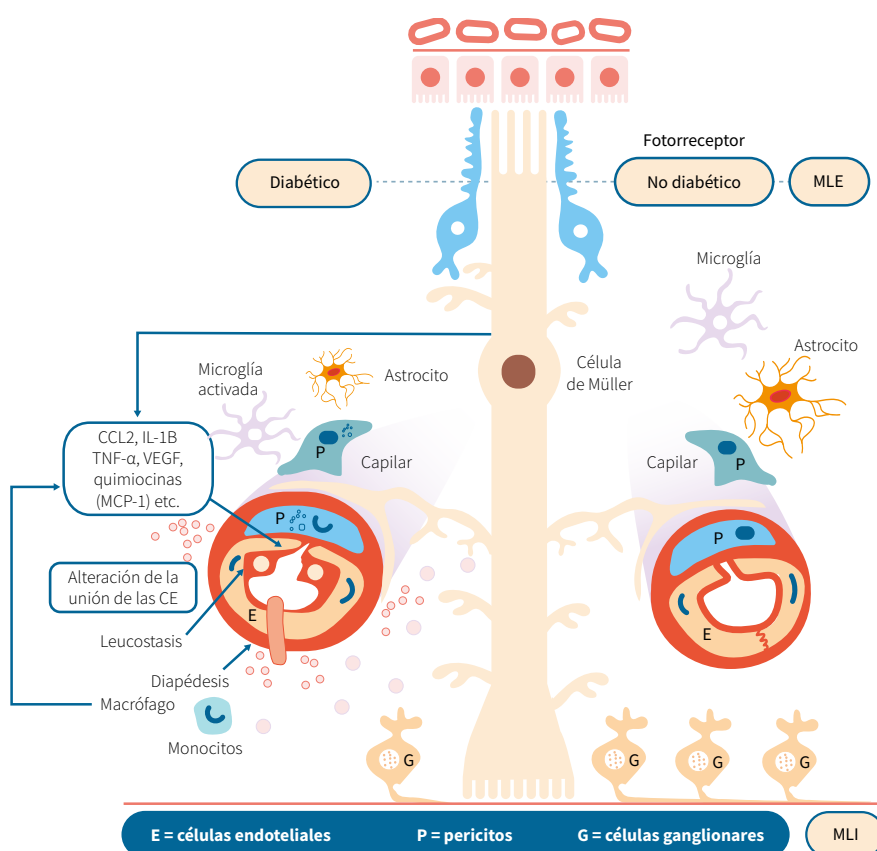 Fotorreceptor
Diabético
No diabético
MLE
Microglía
Astrocito
Célula
de Müller
Microglía
activada
Astrocito
CCL2, IL-1B
TNF-α, VEGF,
quimiocinas
(MCP-1) etc.
P
Capilar
Capilar
P
P
P
Alteración de la
unión de las CE
E
E
Leucostasis
Diapédesis
Macrófago
Monocitos
G
G
G
G
E = células endoteliales
P = pericitos
G = células ganglionares
MLI